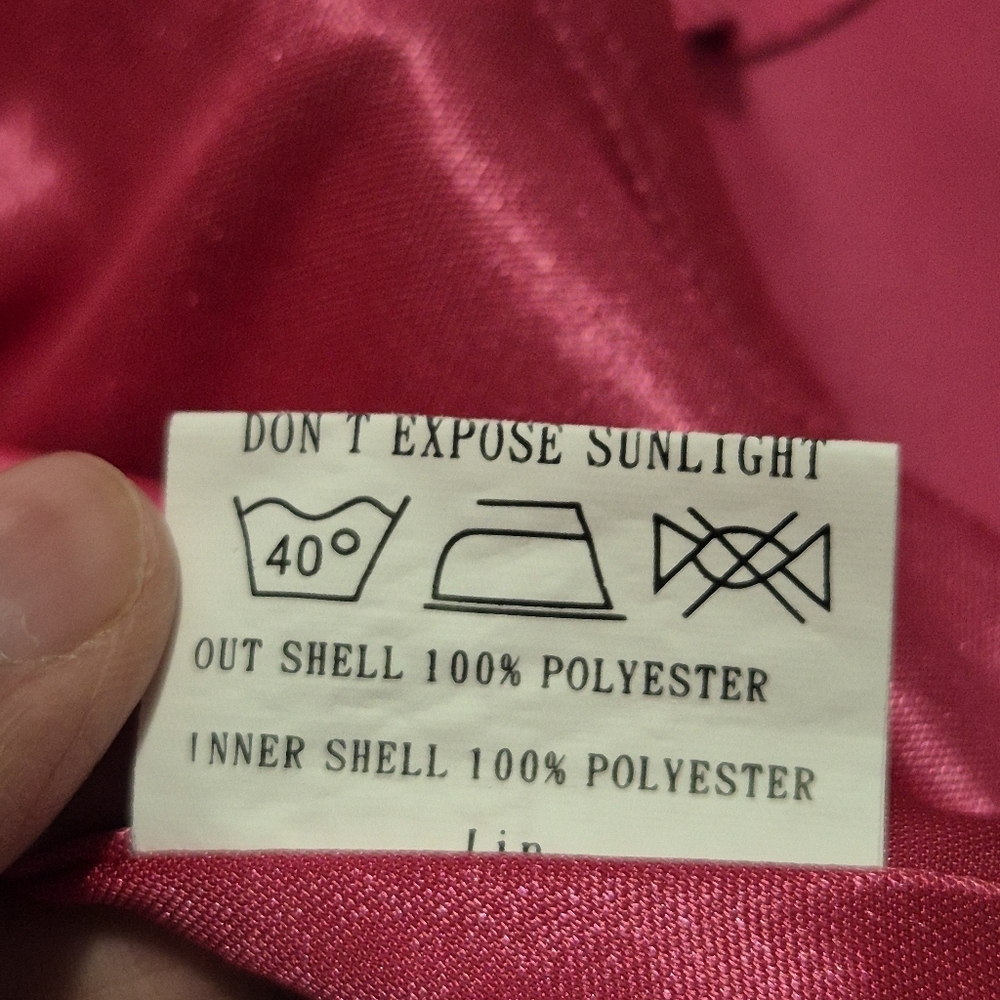 DON'T EXPOSE SUNLIGHT
40°
OUT SHELL 100% POLYESTER
INNER SHELL 100% POLYESTER